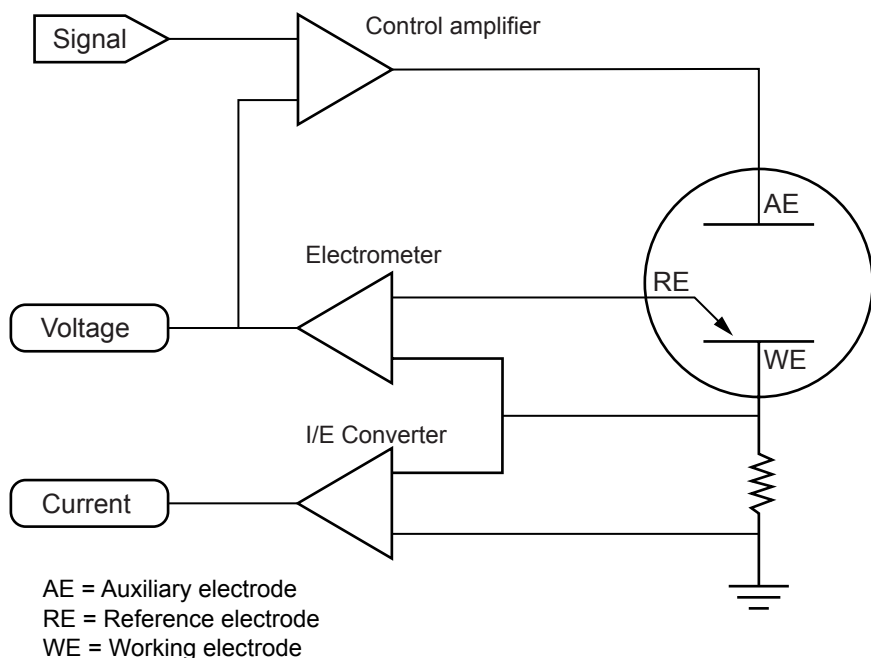 Signal
Control amplifier
AE
Electrometer
RE
Voltage
WE
I/E Converter
Current
AE = Auxiliary electrode
RE = Reference electrode
WE = Working electrode